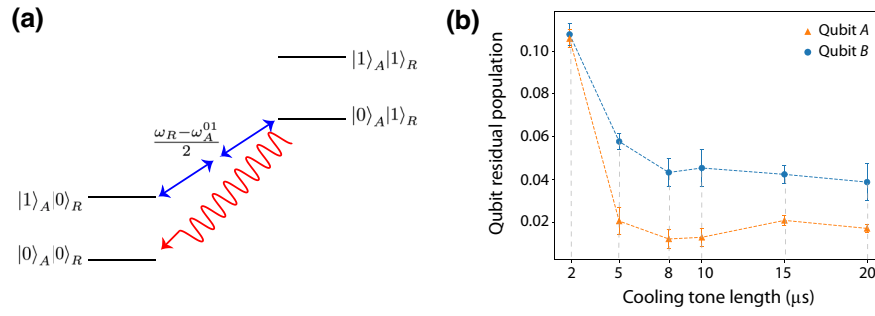 (a)
|1⟩_A|1⟩_R
|0⟩_A|1⟩_R
\frac{ω_R−ω_A^{01}}{2}
|1⟩_A|0⟩_R
|0⟩_A|0⟩_R
(b)
Qubit A
Qubit B
Qubit residual population
0.10
0.08
0.06
0.04
0.02
2 5 8 10 15 20
Cooling tone length (μs)